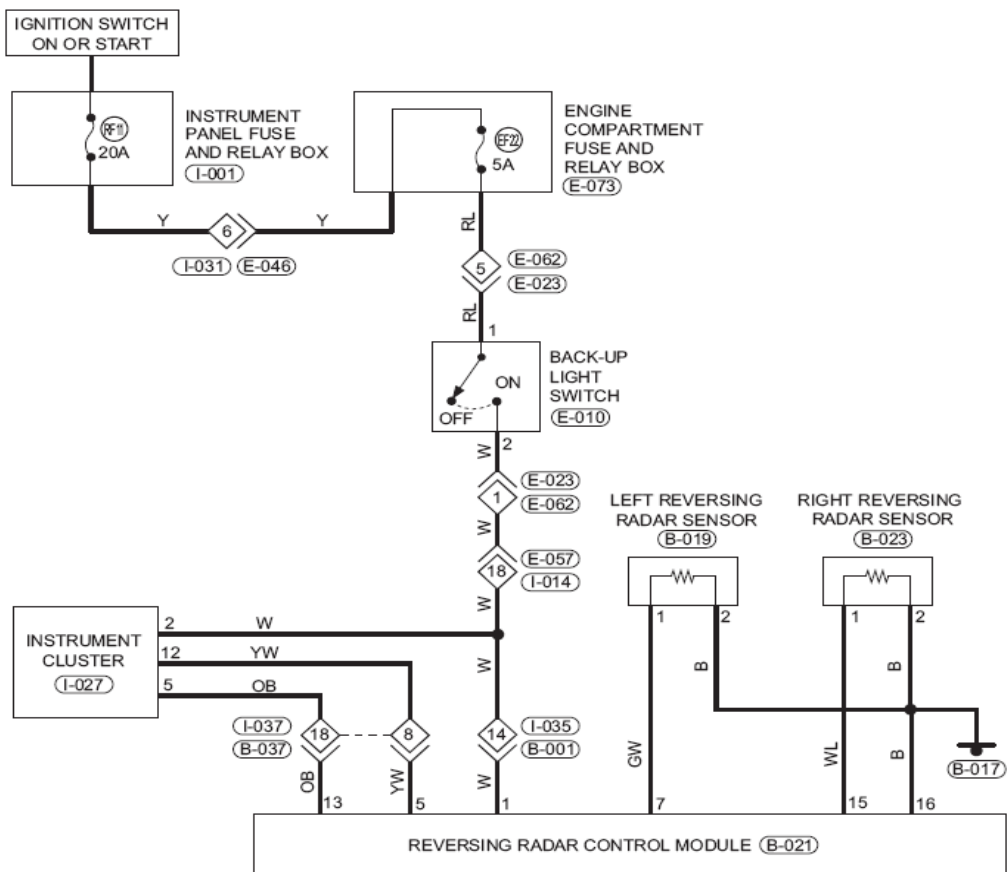 IGNITION SWITCH
ON OR START
RF11
20A
INSTRUMENT
PANEL FUSE
AND RELAY BOX
I-001
EF22
5A
ENGINE
COMPARTMENT
FUSE AND
RELAY BOX
E-073
Y
6
Y
I-031 E-046
RL
5
E-062
E-023
RL
1
BACK-UP
LIGHT
SWITCH
E-010
ON
OFF
2
W
1
E-023
E-062
W
18
E-057
I-014
W
LEFT REVERSING
RADAR SENSOR
B-019
RIGHT REVERSING
RADAR SENSOR
B-023
1
2
1
2
INSTRUMENT
CLUSTER
I-027
2
W
12
YW
5
OB
W
B
B
I-037
B-037
18
8
14
I-035
B-001
OB
YW
W
GW
WL
B
B-017
13
5
1
7
15
16
REVERSING RADAR CONTROL MODULE B-021